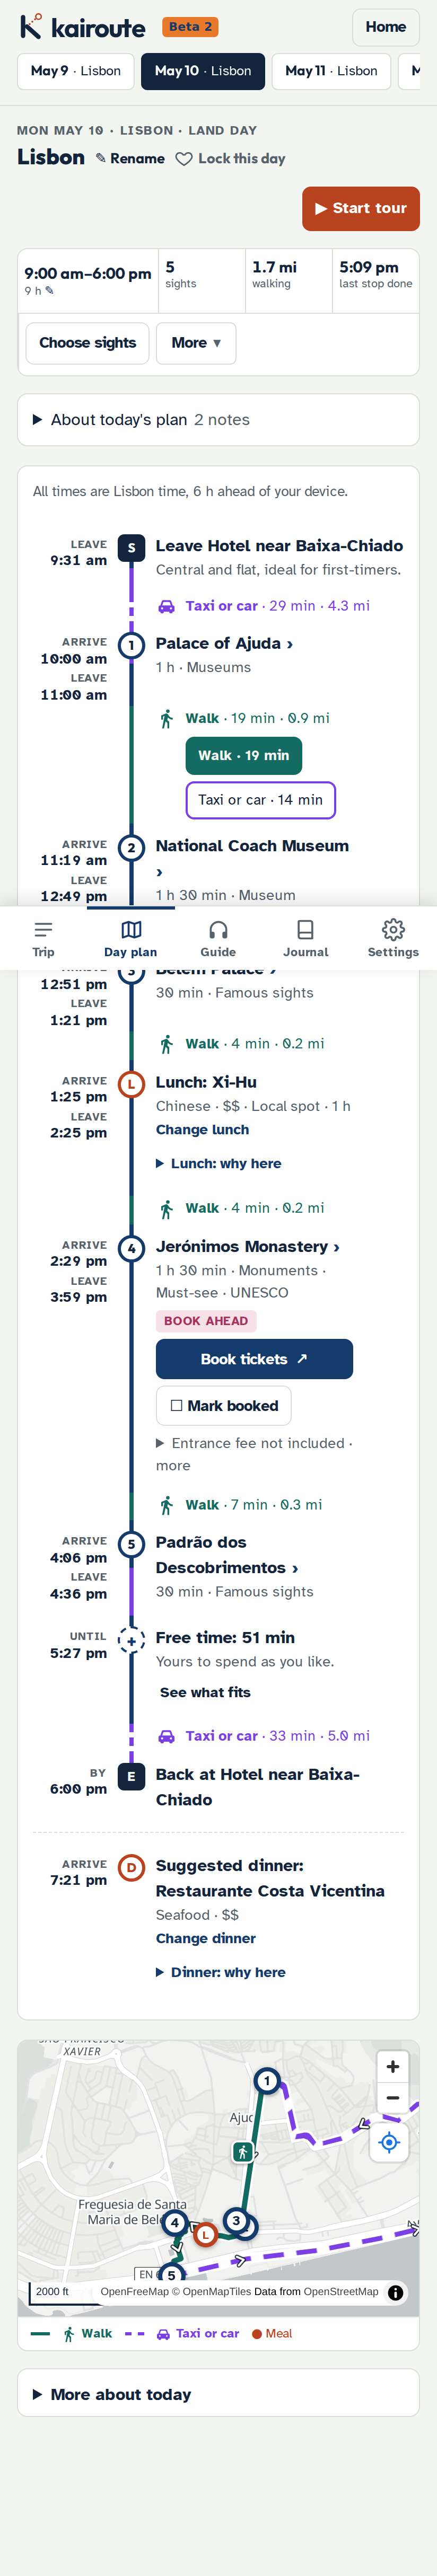 kairoute Beta 2 Home
May 9 · Lisbon May 10 · Lisbon May 11 · Lisbon
MON MAY 10 · LISBON · LAND DAY
Lisbon ✎ Rename Lock this day
▶ Start tour
9:00 am–6:00 pm
9 h ✎
5
sights
1.7 mi
walking
5:09 pm
last stop done
Choose sights More ▾
▶ About today's plan 2 notes
All times are Lisbon time, 6 h ahead of your device.
LEAVE
9:31 am
S
Leave Hotel near Baixa-Chiado
Central and flat, ideal for first-timers.
Taxi or car · 29 min · 4.3 mi
ARRIVE
10:00 am
LEAVE
11:00 am
1
Palace of Ajuda ›
1 h · Museums
Walk · 19 min · 0.9 mi
Walk · 19 min
Taxi or car · 14 min
ARRIVE
11:19 am
LEAVE
12:49 pm
2
National Coach Museum
›
1 h 30 min · Museum
Trip Day plan Guide Journal Settings
ARRIVE
12:51 pm
LEAVE
1:21 pm
3
Belém Palace ›
30 min · Famous sights
Walk · 4 min · 0.2 mi
ARRIVE
1:25 pm
LEAVE
2:25 pm
L
Lunch: Xi-Hu
Chinese · $$ · Local spot · 1 h
Change lunch
▶ Lunch: why here
Walk · 4 min · 0.2 mi
ARRIVE
2:29 pm
LEAVE
3:59 pm
4
Jerónimos Monastery ›
1 h 30 min · Monuments ·
Must-see · UNESCO
BOOK AHEAD
Book tickets ↗
☐ Mark booked
▶ Entrance fee not included ·
more
Walk · 7 min · 0.3 mi
ARRIVE
4:06 pm
LEAVE
4:36 pm
5
Padrão dos
Descobrimentos ›
30 min · Famous sights
UNTIL
5:27 pm
+
Free time: 51 min
Yours to spend as you like.
See what fits
Taxi or car · 33 min · 5.0 mi
BY
6:00 pm
E
Back at Hotel near Baixa-
Chiado
ARRIVE
7:21 pm
D
Suggested dinner:
Restaurante Costa Vicentina
Seafood · $$
Change dinner
▶ Dinner: why here
XAVIER
1
+
−
Freguesia de Santa
4
L
3
5
2000 ft
OpenFreeMap © OpenMapTiles Data from OpenStreetMap
Walk Taxi or car Meal
▶ More about today